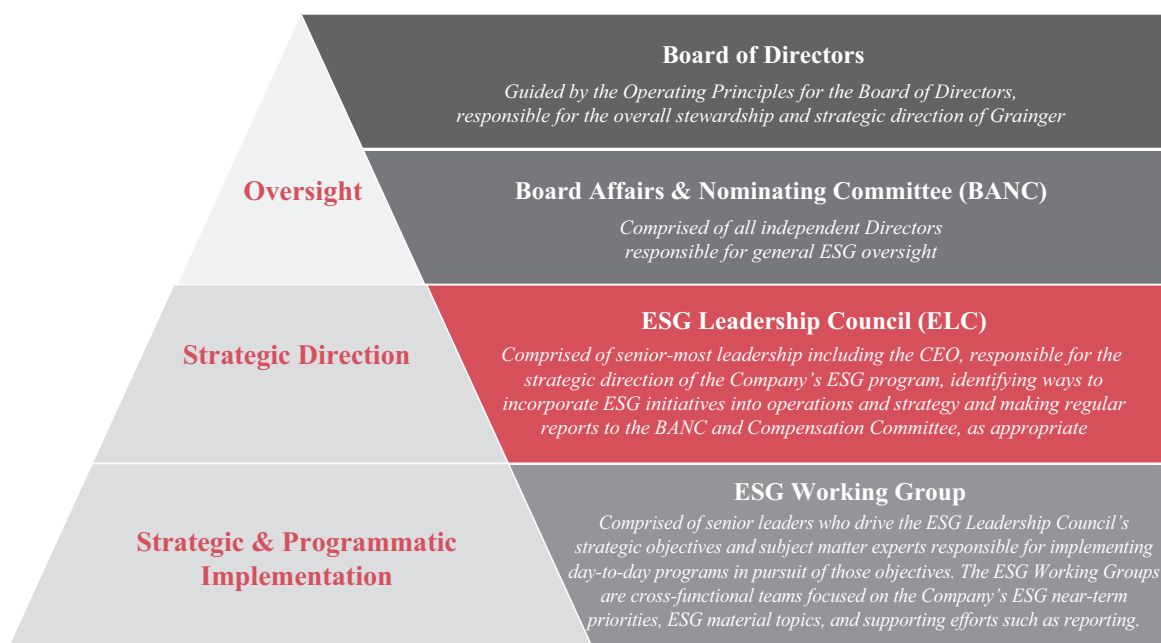 Board of Directors
Guided by the Operating Principles for the Board of Directors,
responsible for the overall stewardship and strategic direction of Grainger
Oversight
Board Affairs & Nominating Committee (BANC)
Comprised of all independent Directors
responsible for general ESG oversight
Strategic Direction
ESG Leadership Council (ELC)
Comprised of senior-most leadership including the CEO, responsible for the
strategic direction of the Company’s ESG program, identifying ways to
incorporate ESG initiatives into operations and strategy and making regular
reports to the BANC and Compensation Committee, as appropriate
Strategic & Programmatic
Implementation
ESG Working Group
Comprised of senior leaders who drive the ESG Leadership Council’s
strategic objectives and subject matter experts responsible for implementing
day-to-day programs in pursuit of those objectives. The ESG Working Groups
are cross-functional teams focused on the Company’s ESG near-term
priorities, ESG material topics, and supporting efforts such as reporting.